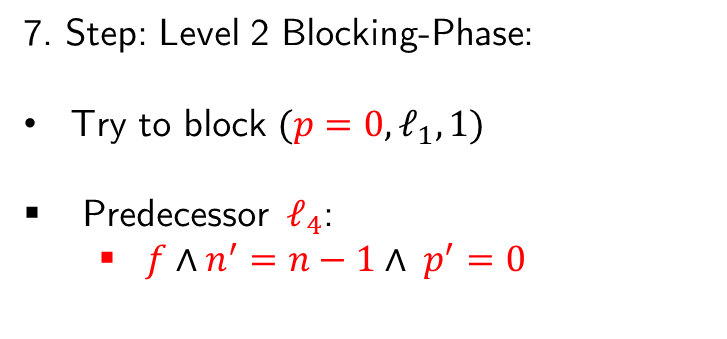 7. Step: Level 2 Blocking-Phase:
• Try to block (p = 0, ℓ₁, 1)
▪ Predecessor ℓ₄:
▪ f ∧ n′ = n − 1 ∧ p′ = 0